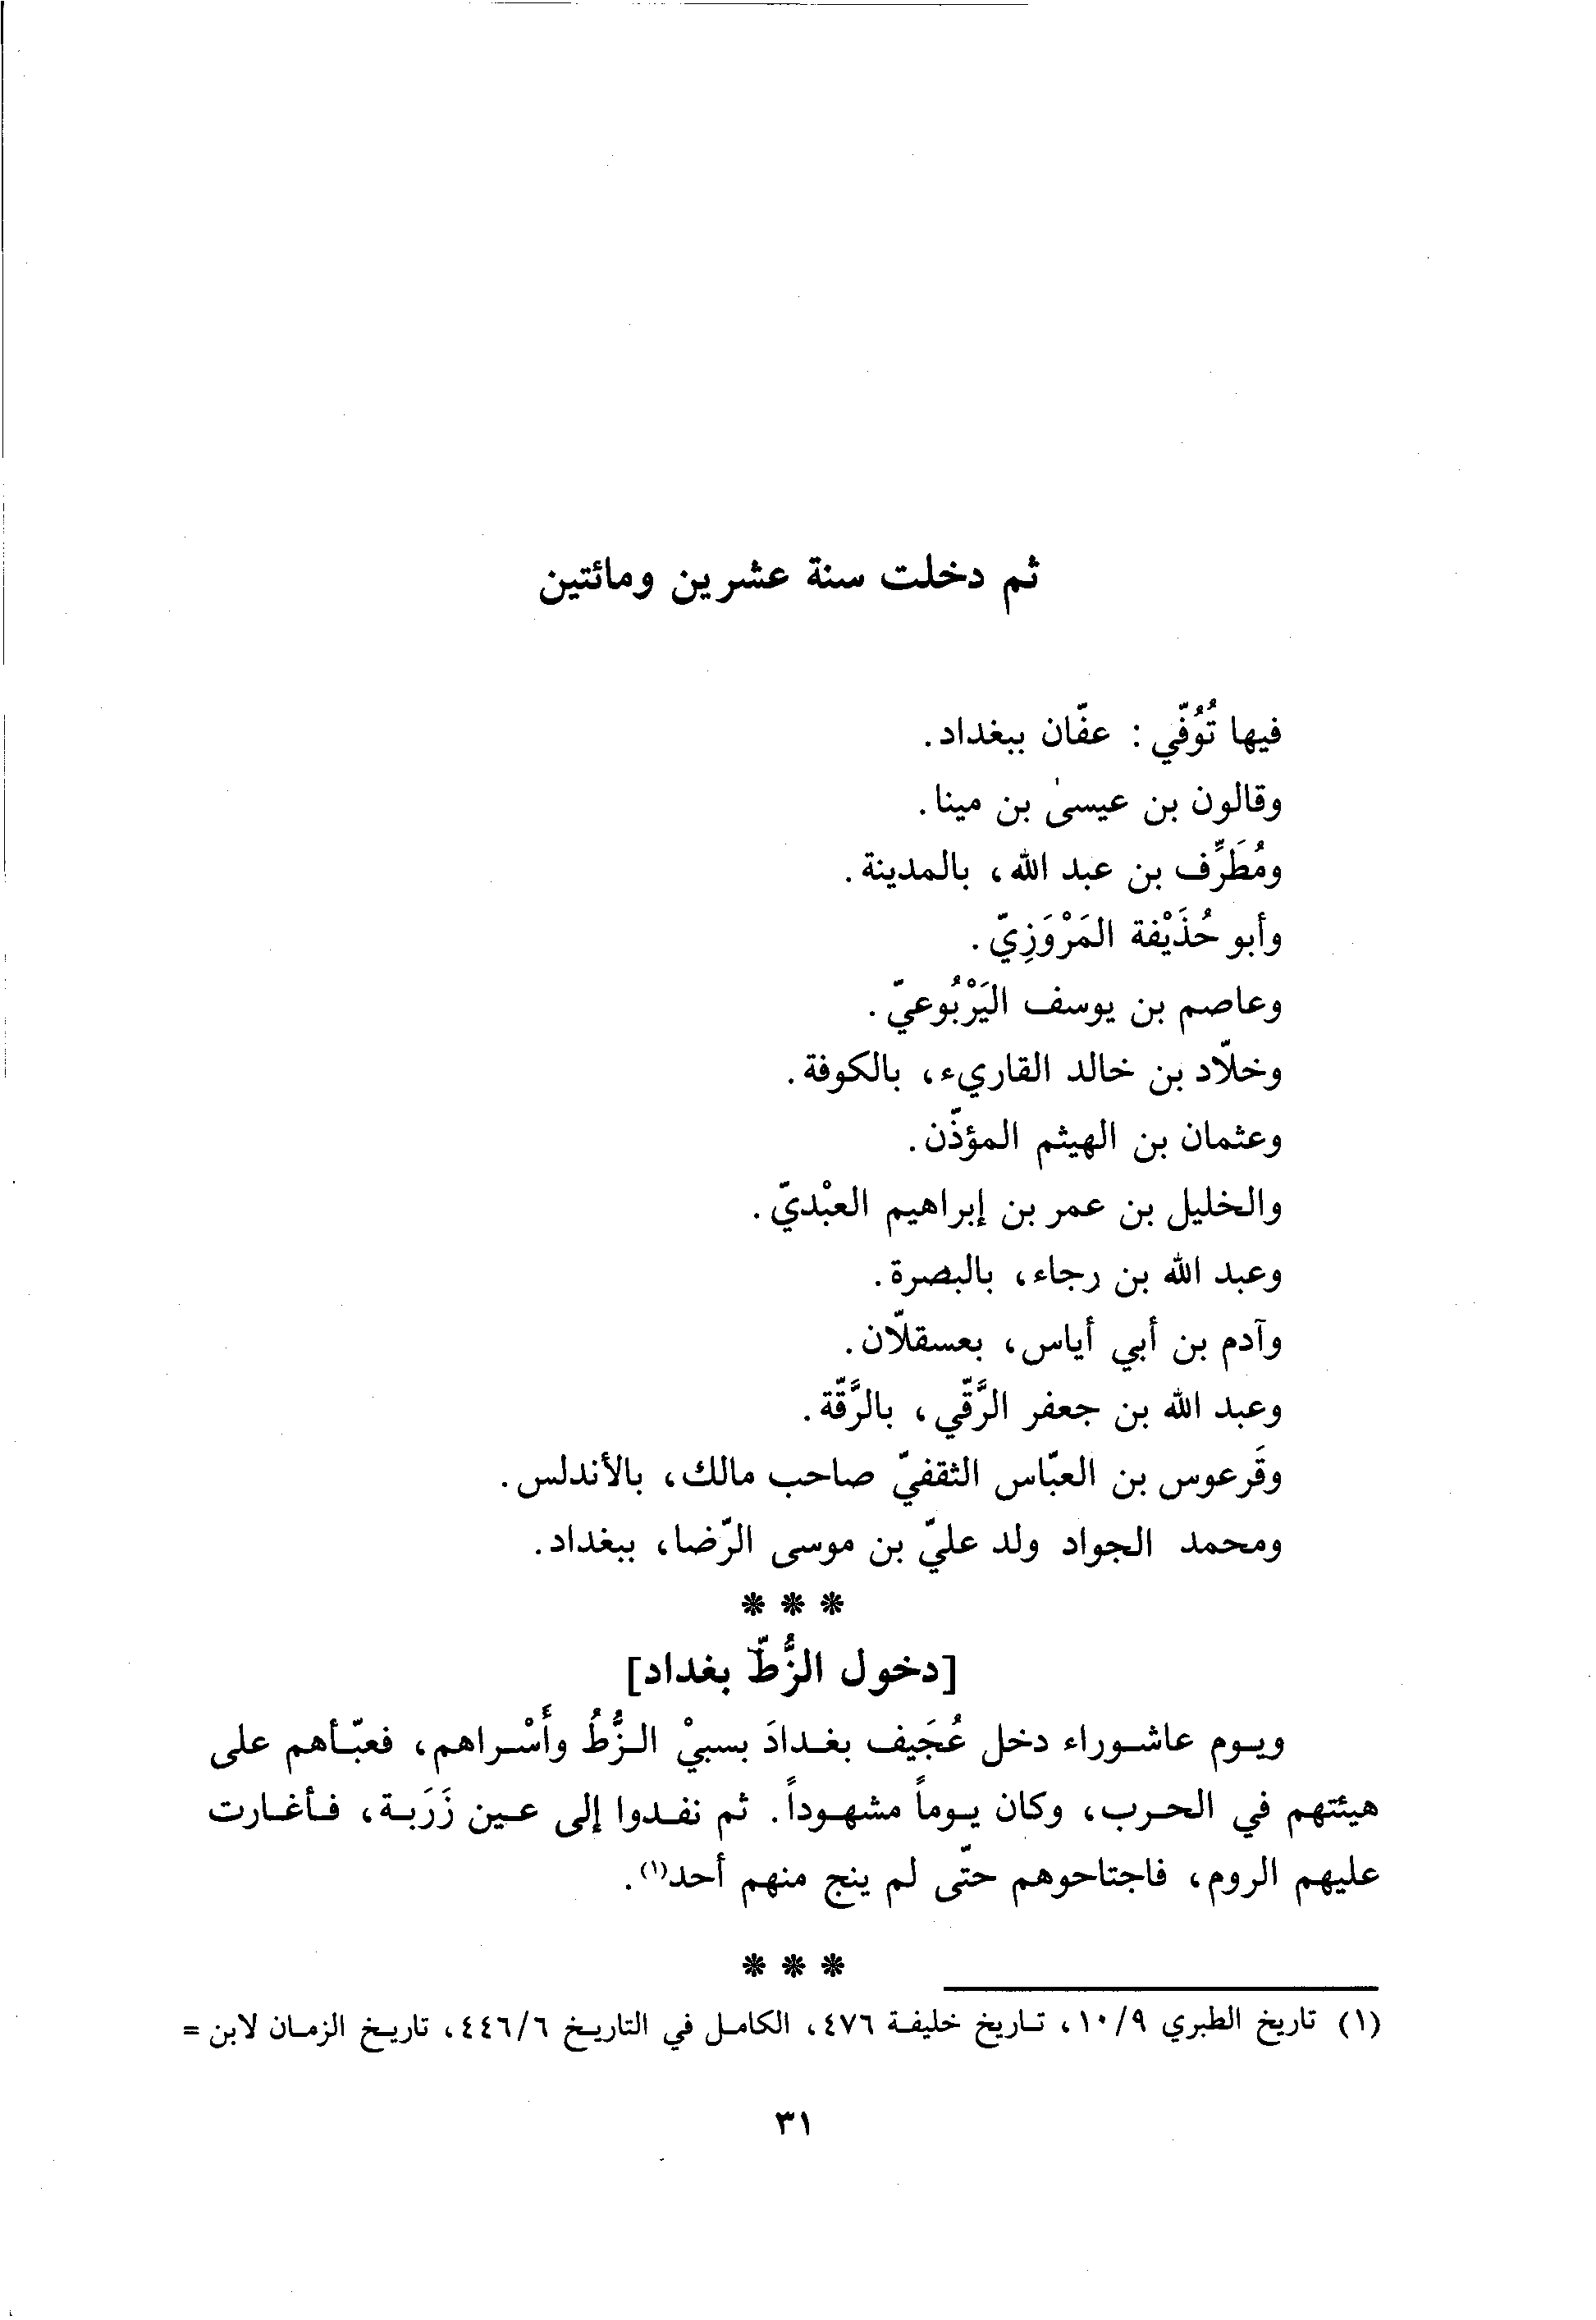 ثم دخلت سنة عشرين ومائتين
فيها تُوُفّي : عفّان ببغداد.
وقالون بن عيسىٰ بن مينا.
ومُطَرِّف بن عبد الله، بالمدينة.
وأبو حُذَيْفة المَرْوَزِيّ.
وعاصم بن يوسف اليَرْبُوعيّ.
وخلّاد بن خالد القاريء، بالكوفة.
وعثمان بن الهيثم المؤذّن.
والخليل بن عمر بن إبراهيم العبْديّ.
وعبد الله بن رجاء، بالبصرة.
وآدم بن أبي أياس، بعسقلّان.
وعبد الله بن جعفر الرَّقّي، بالرَّقّة.
وقَرعوس بن العبّاس الثقفيّ صاحب مالك، بالأندلس.
ومحمد الجواد ولد عليّ بن موسى الرّضا، ببغداد.
* * *
[دخول الزُّطّ بغداد]
ويوم عاشوراء دخل عُجَيف بغدادَ بسبيْ الزُّطُ وأَسْراهم، فعبّأهم على
هيئتهم في الحرب، وكان يوماً مشهوداً. ثم نفدوا إلى عين زَرَبة، فأغارت
عليهم الروم، فاجتاحوهم حتّى لم ينج منهم أحد(١).
* * *
(١) تاريخ الطبري ١٠/٩، تاريخ خليفة ٤٧٦، الكامل في التاريخ ٤٤٦/٦، تاريخ الزمان لابن =
٣١